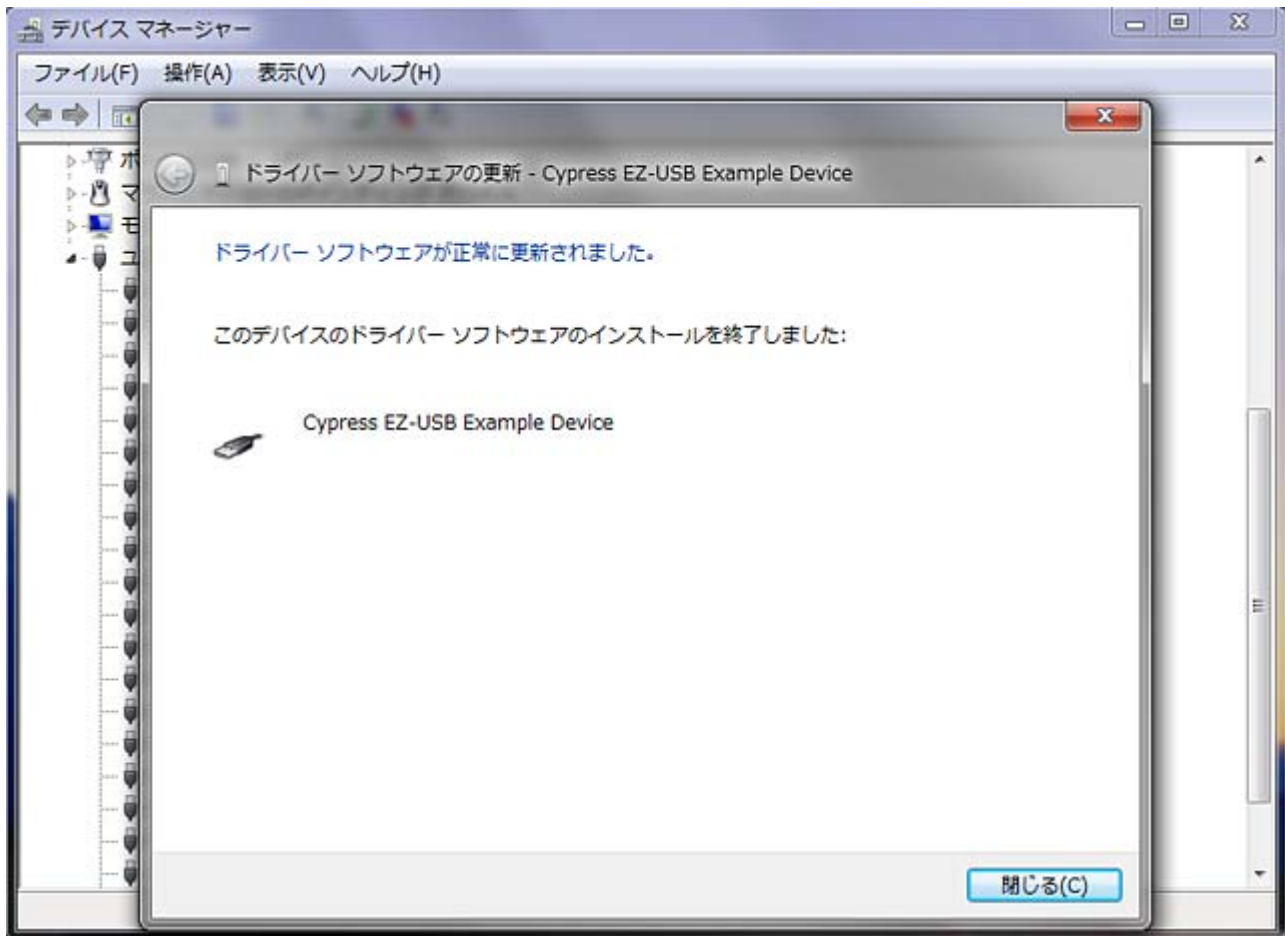 デバイス マネージャー
ファイル(F) 操作(A) 表示(V) ヘルプ(H)
ドライバー ソフトウェアの更新 - Cypress EZ-USB Example Device
ドライバー ソフトウェアが正常に更新されました。
このデバイスのドライバー ソフトウェアのインストールを終了しました:
Cypress EZ-USB Example Device
閉じる(C)